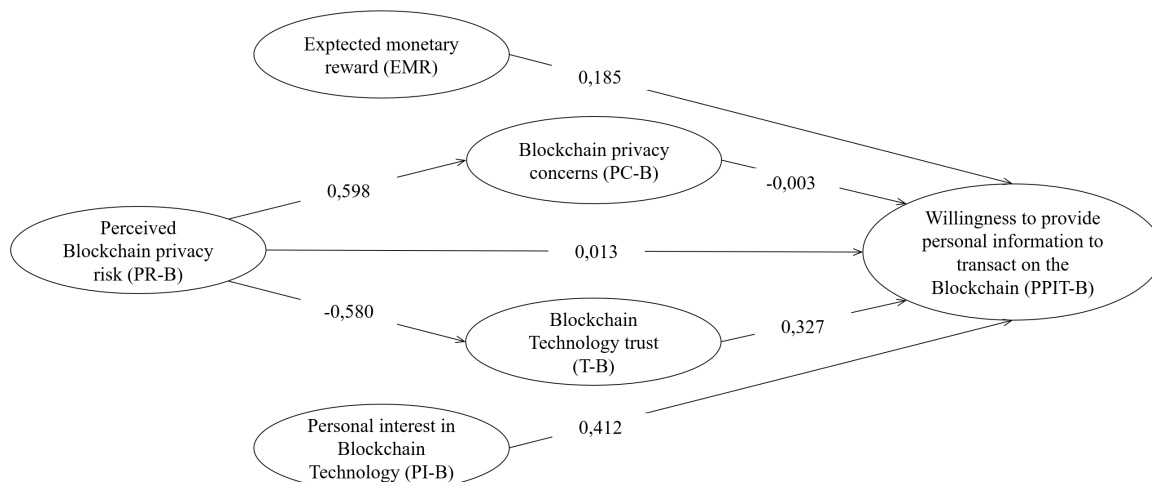 Exptected monetary
reward (EMR)
0,185
Blockchain privacy
concerns (PC-B)
-0,003
0,598
Perceived
Blockchain privacy
risk (PR-B)
0,013
Willingness to provide
personal information to
transact on the
Blockchain (PPIT-B)
-0,580
Blockchain
Technology trust
(T-B)
0,327
Personal interest in
Blockchain
Technology (PI-B)
0,412